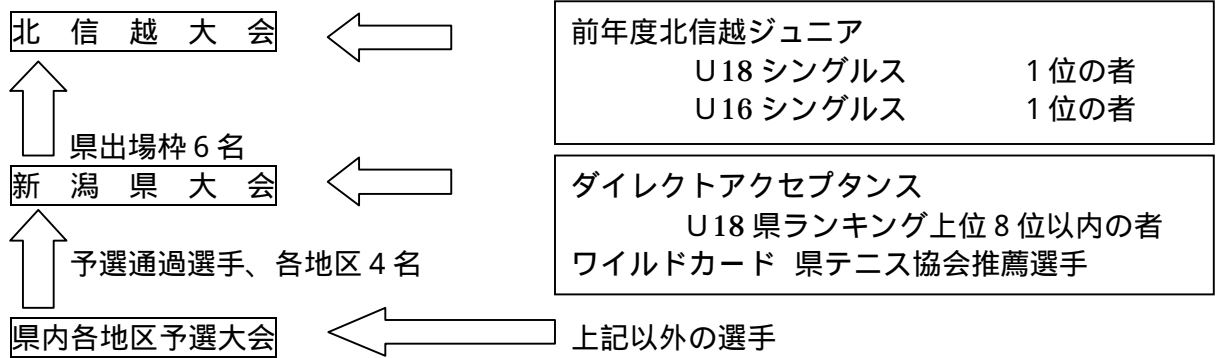 北 信 越 大 会
前年度北信越ジュニア
U18 シングルス 1位の者
U16 シングルス 1位の者
県出場枠6名
新 潟 県 大 会
ダイレクトアクセプタンス
U18 県ランキング上位8位以内の者
ワイルドカード 県テニス協会推薦選手
予選通過選手、各地区4名
県内各地区予選大会
上記以外の選手